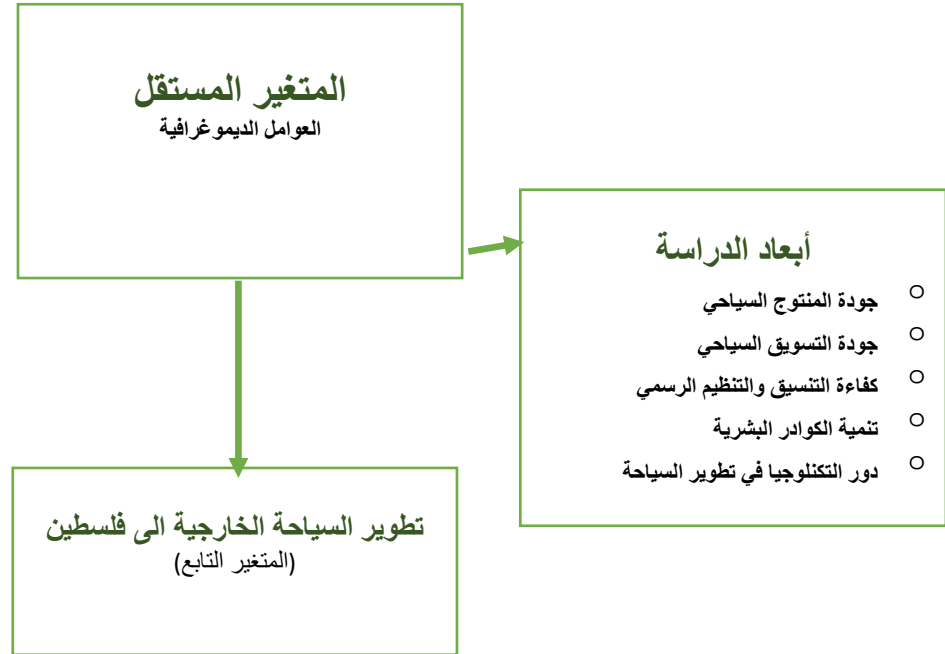 المتغير المستقل
العوامل الديموغرافية
أبعاد الدراسة
جودة المنتوج السياحي
جودة التسويق السياحي
كفاءة التنسيق والتنظيم الرسمي
تنمية الكوادر البشرية
دور التكنلوجيا في تطوير السياحة
تطوير السياحة الخارجية الى فلسطين
(المتغير التابع)